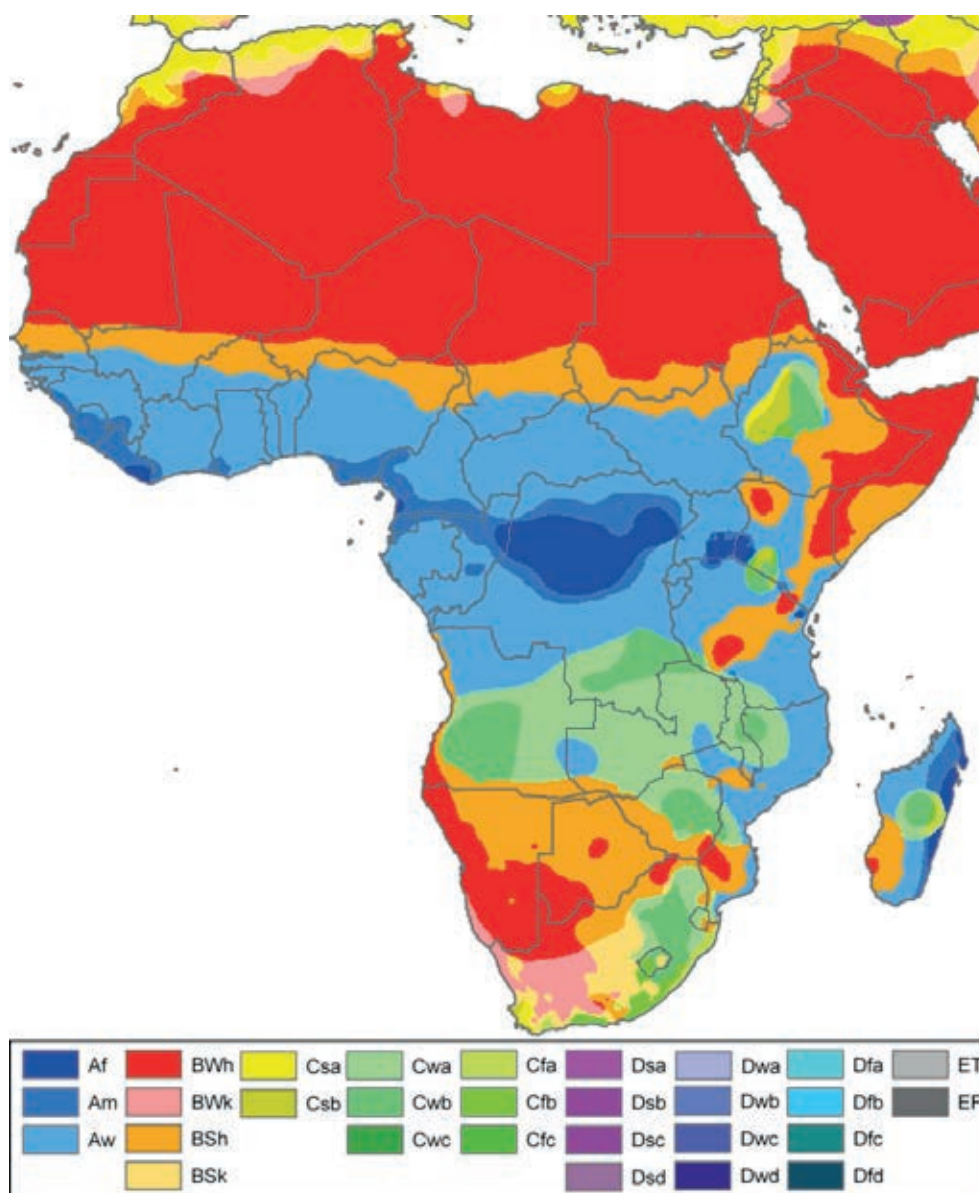 Af BWh Csa Cwa Cfa Dsa Dwa Dfa ET
Am BWk Csb Cwb Cfb Dsb Dwb Dfb EF
Aw BSh Cwc Cfc Dsc Dwc Dfc
BSk Dsd Dwd Dfd